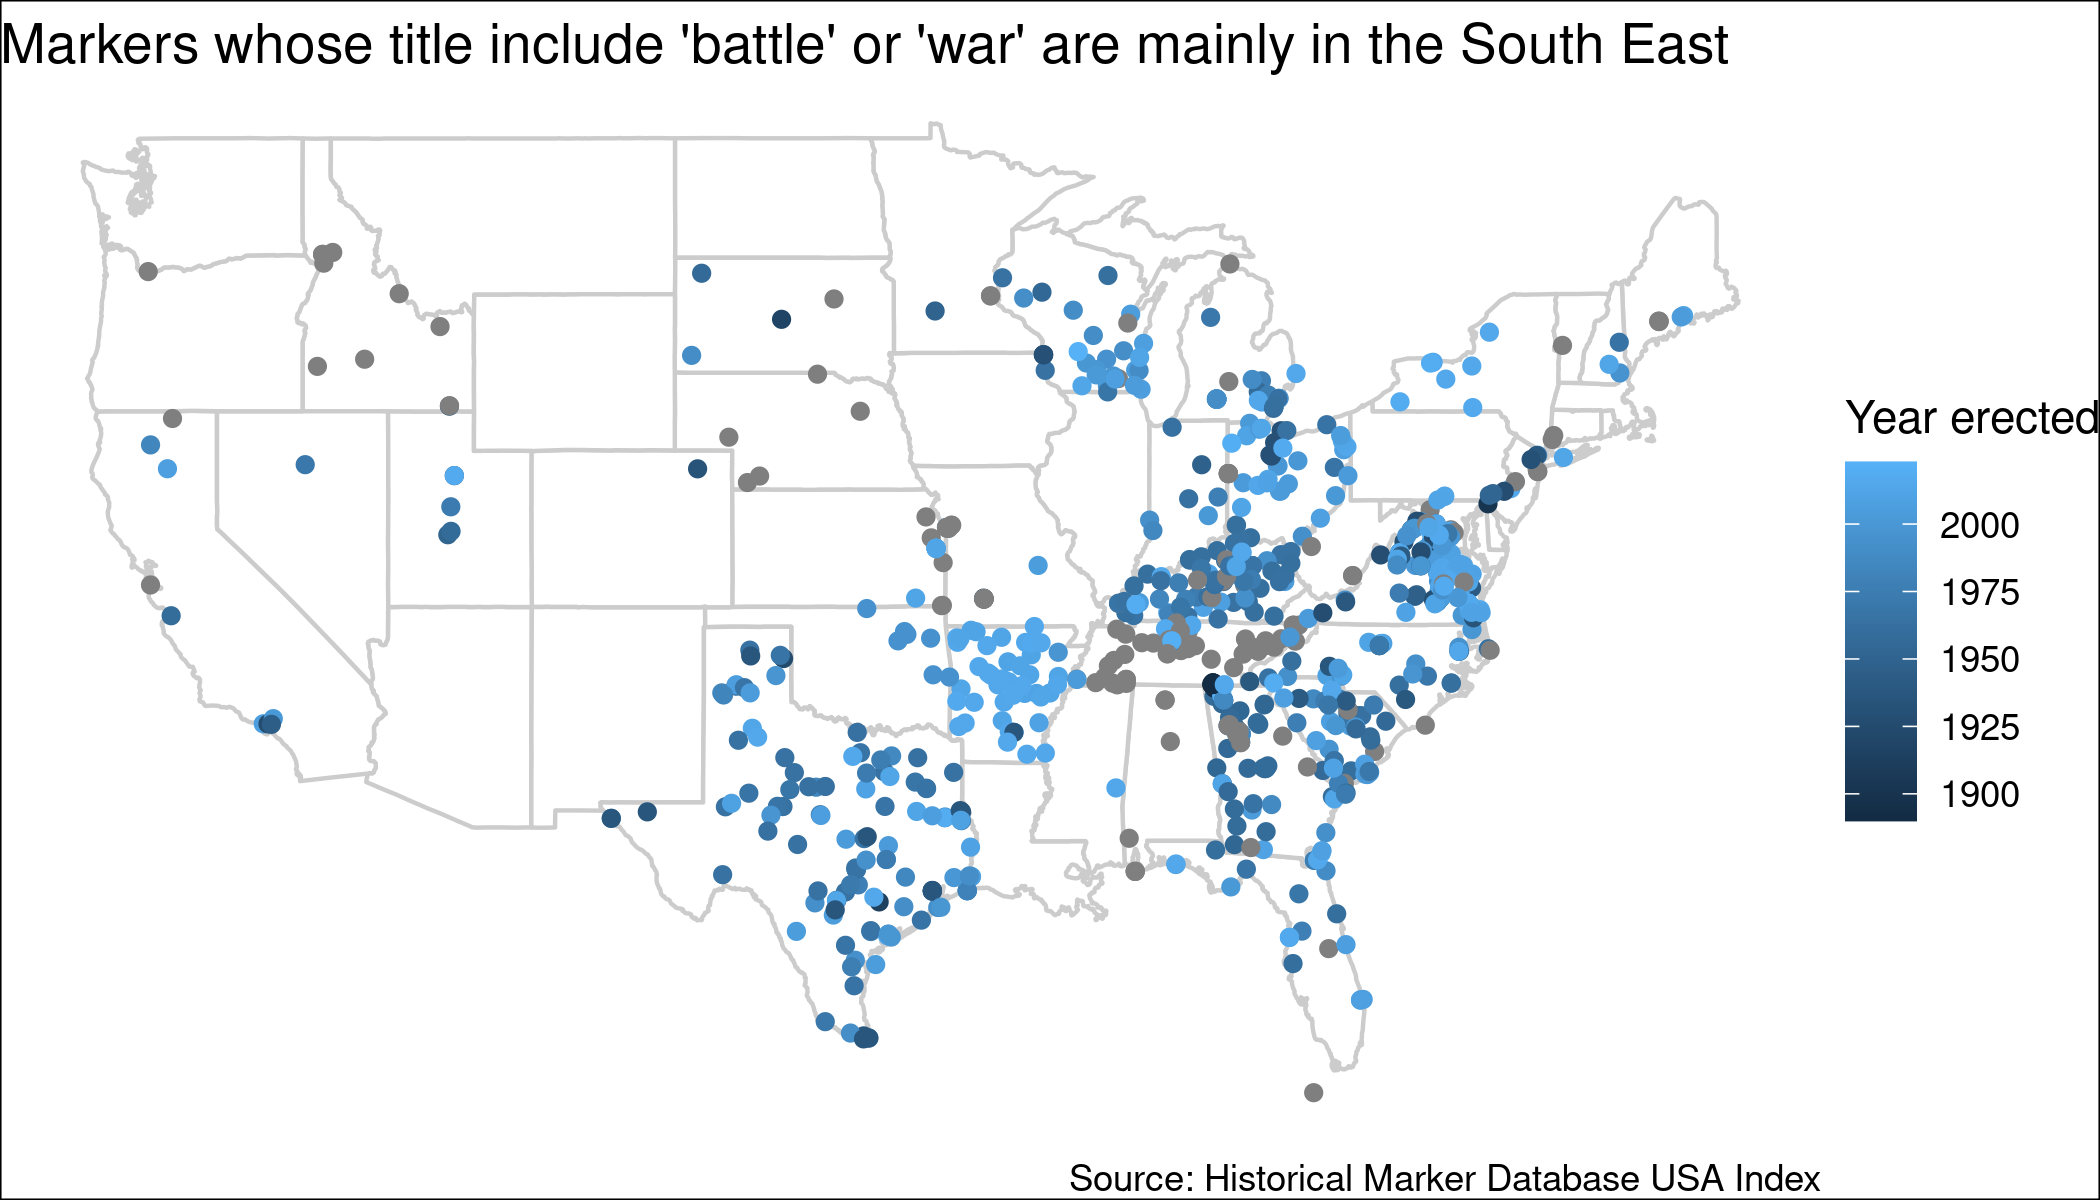 Markers whose title include 'battle' or 'war' are mainly in the South East
Year erected
2000
1975
1950
1925
1900
Source: Historical Marker Database USA Index